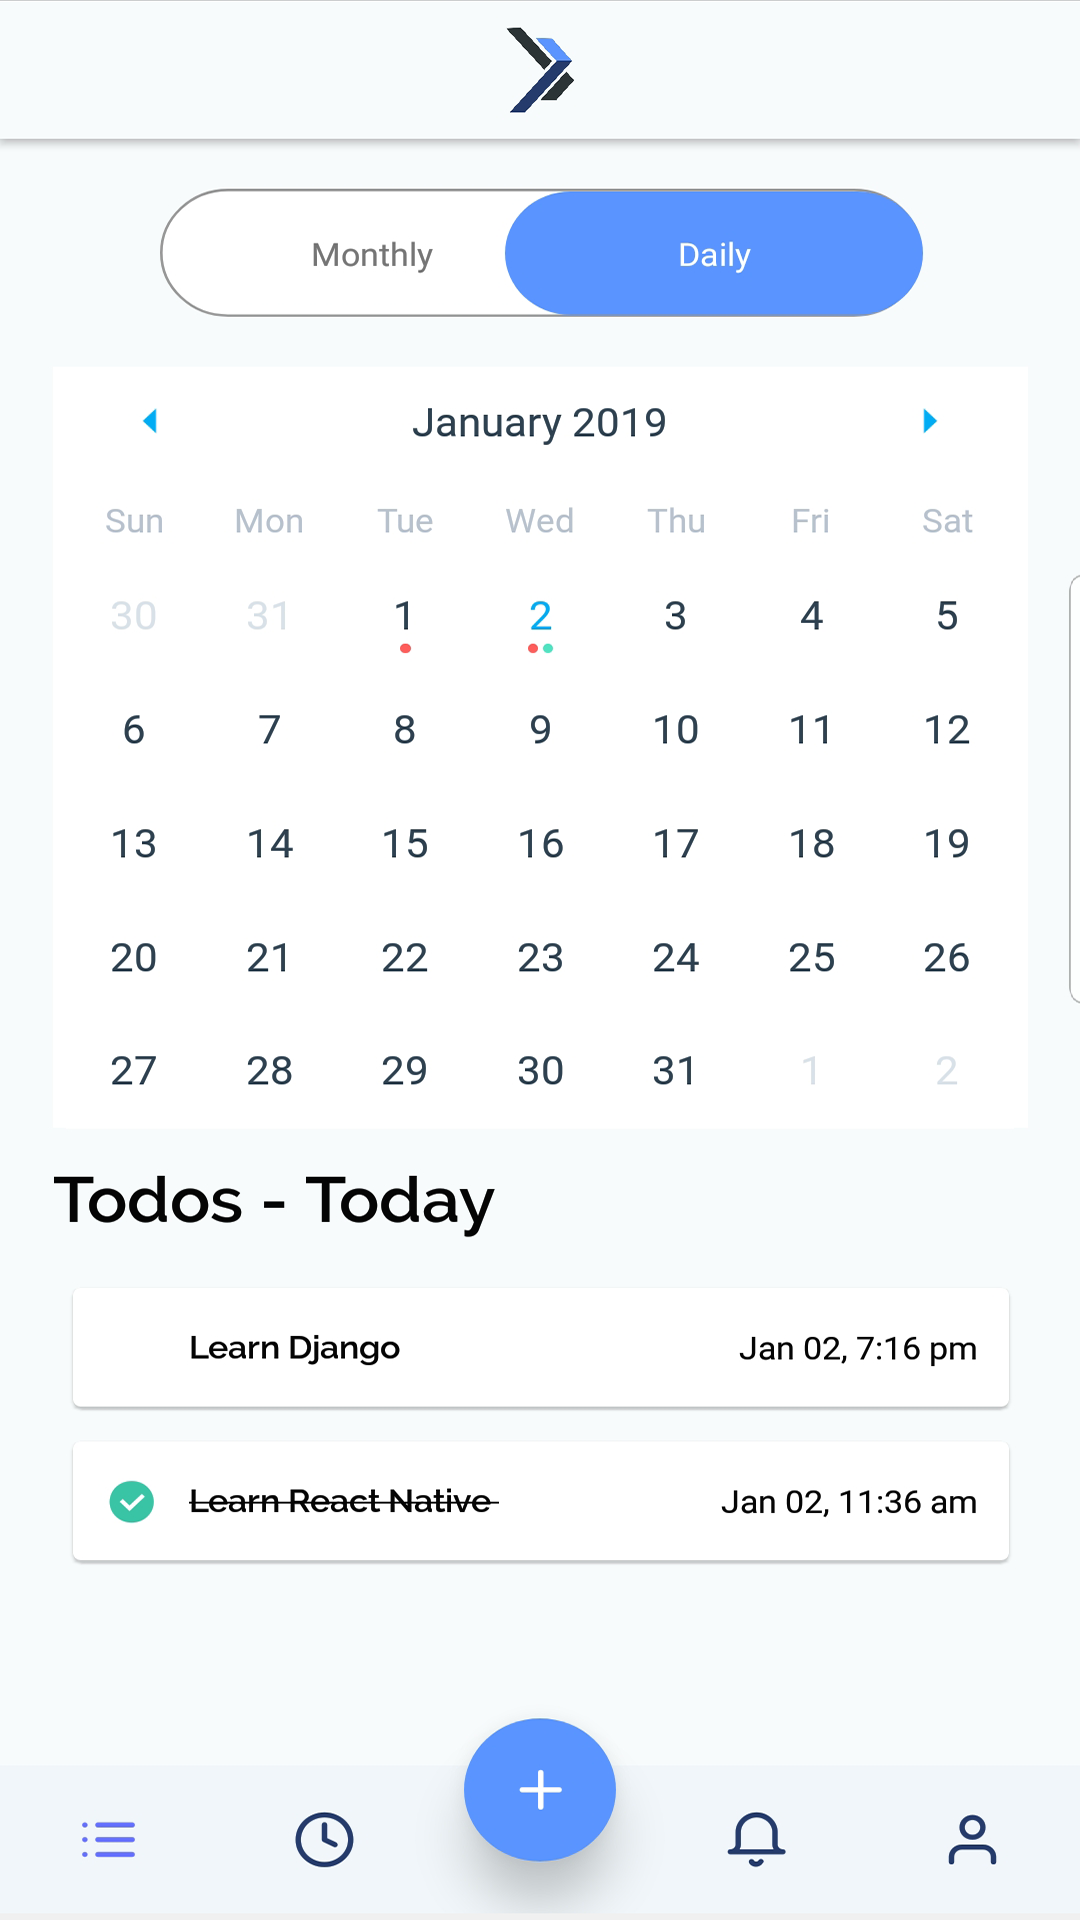 Monthly Daily
January 2019
Sun Mon Tue Wed Thu Fri Sat
30 31 1 2 3 4 5
6 7 8 9 10 11 12
13 14 15 16 17 18 19
20 21 22 23 24 25 26
27 28 29 30 31 1 2
Todos - Today
Learn Django Jan 02, 7:16 pm
Learn React Native Jan 02, 11:36 am